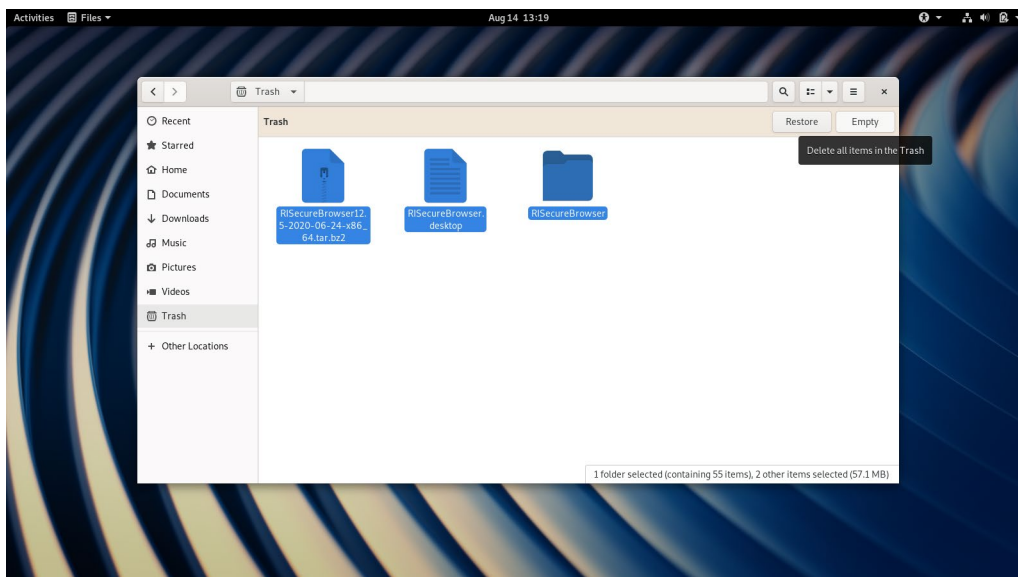 Activities Files Aug 14 13:19
Trash
Recent
Starred
Home
Documents
Downloads
Music
Pictures
Videos
Trash
+ Other Locations
Trash Restore Empty
Delete all items in the Trash
RISecureBrowser12.
5-2020-06-24-x86_
64.tar.bz2
RISecureBrowser.
desktop
RISecureBrowser
1 folder selected (containing 55 items), 2 other items selected (57.1 MB)